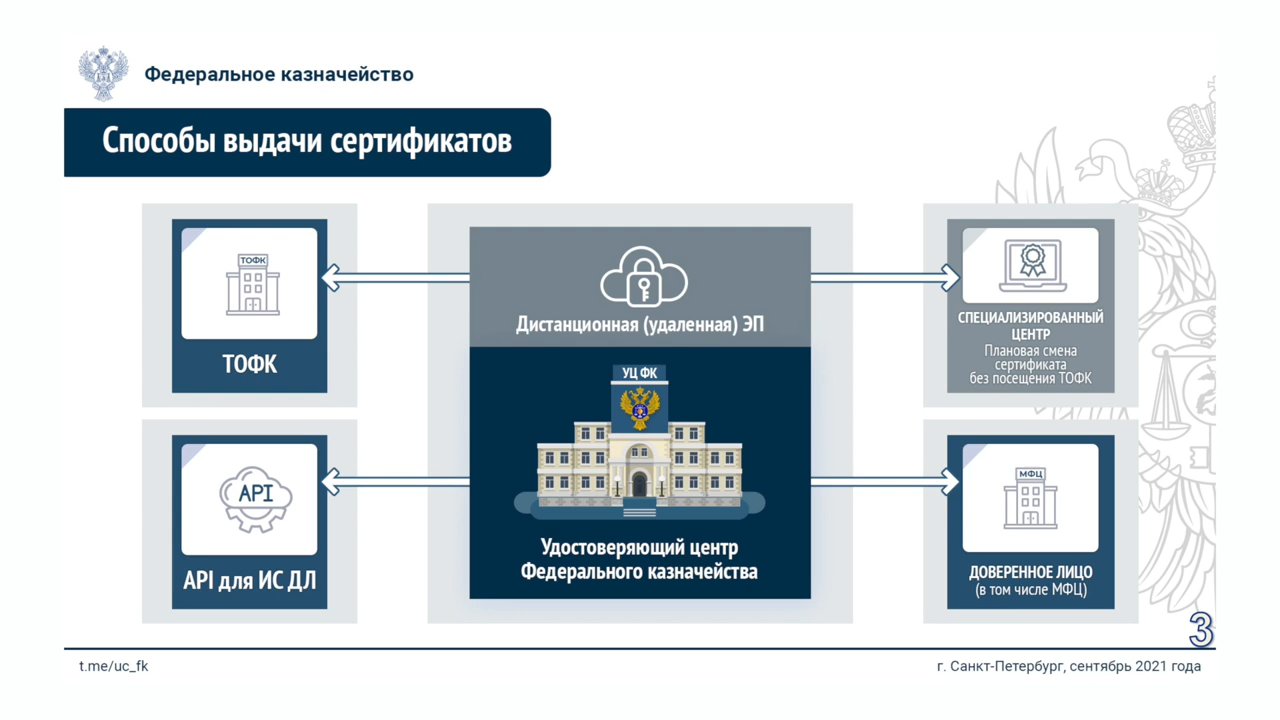 Федеральное казначейство
Способы выдачи сертификатов
ТОФК
ТОФК
API
API для ИС ДЛ
Дистанционная (удаленная) ЭП
УЦ ФК
Удостоверяющий центр
Федерального казначейства
СПЕЦИАЛИЗИРОВАННЫЙ
ЦЕНТР
Плановая смена
сертификата
без посещения ТОФК
МФЦ
ДОВЕРЕННОЕ ЛИЦО
(в том числе МФЦ)
3
t.me/uc_fk
г. Санкт-Петербург, сентябрь 2021 года